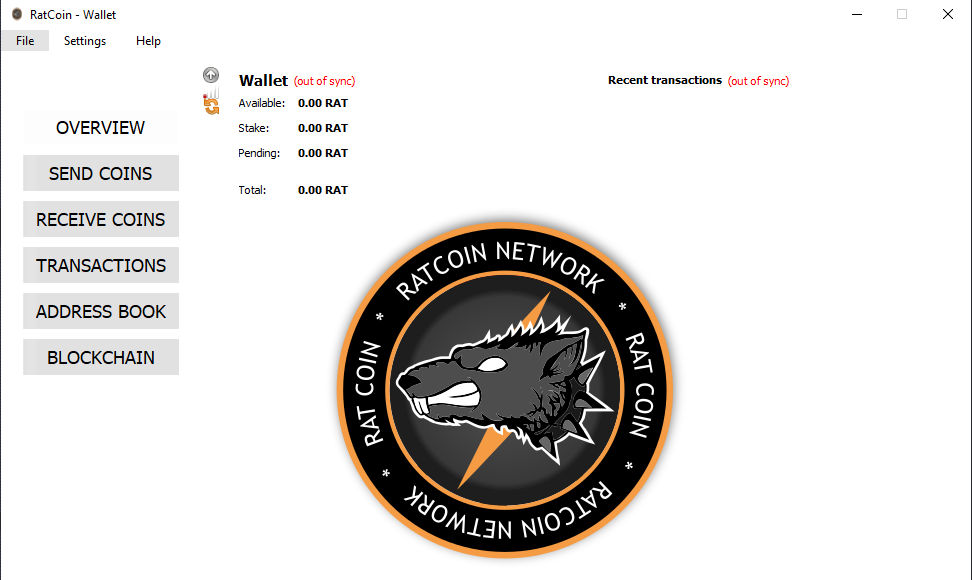 RatCoin - Wallet
File Settings Help
Wallet (out of sync)
Available: 0.00 RAT
Stake: 0.00 RAT
Pending: 0.00 RAT
Total: 0.00 RAT
Recent transactions (out of sync)
OVERVIEW
SEND COINS
RECEIVE COINS
TRANSACTIONS
ADDRESS BOOK
BLOCKCHAIN
RATCOIN NETWORK
* RAT COIN *
RATCOIN NETWORK
* RAT COIN *